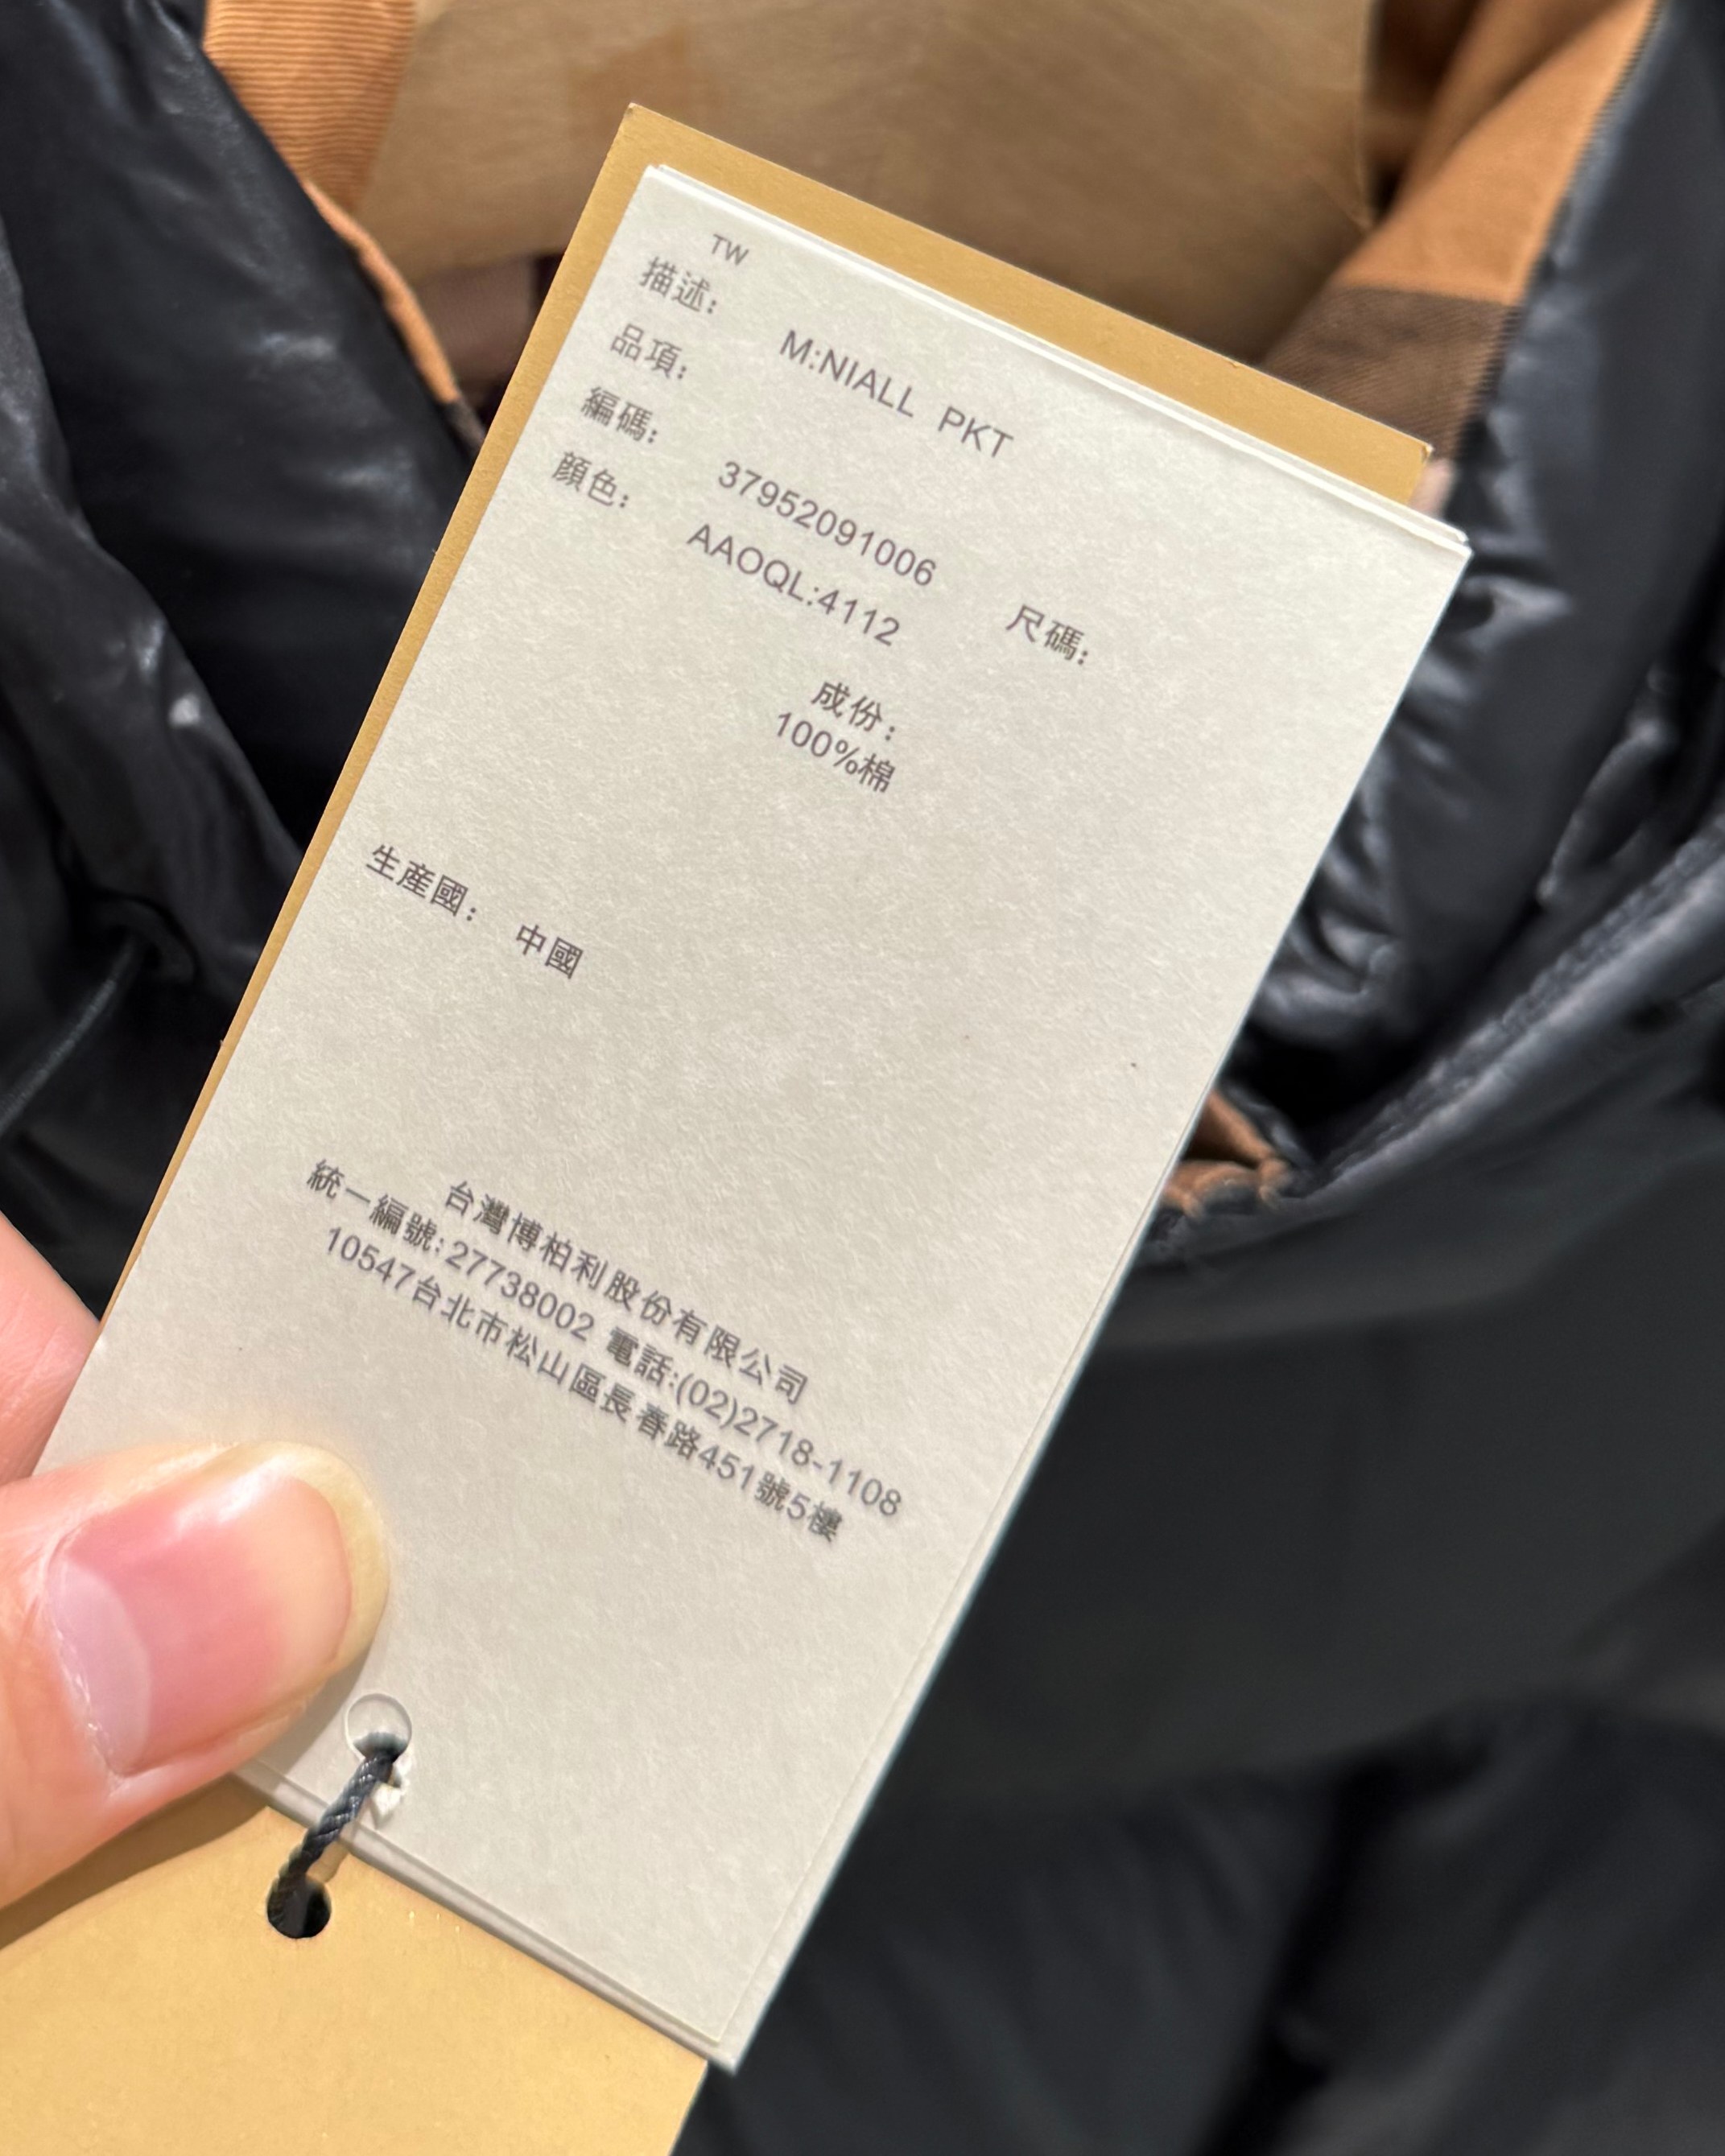 TW
描述: M:NIALL PKT
品項:
編碼: 37952091006 尺碼:
顔色: AAOQL:4112
成份:
100%棉
生産國: 中國
台灣博柏利股份有限公司
統一編號:27738002 電話:(02)2718-1108
10547台北市松山區長春路451號5樓